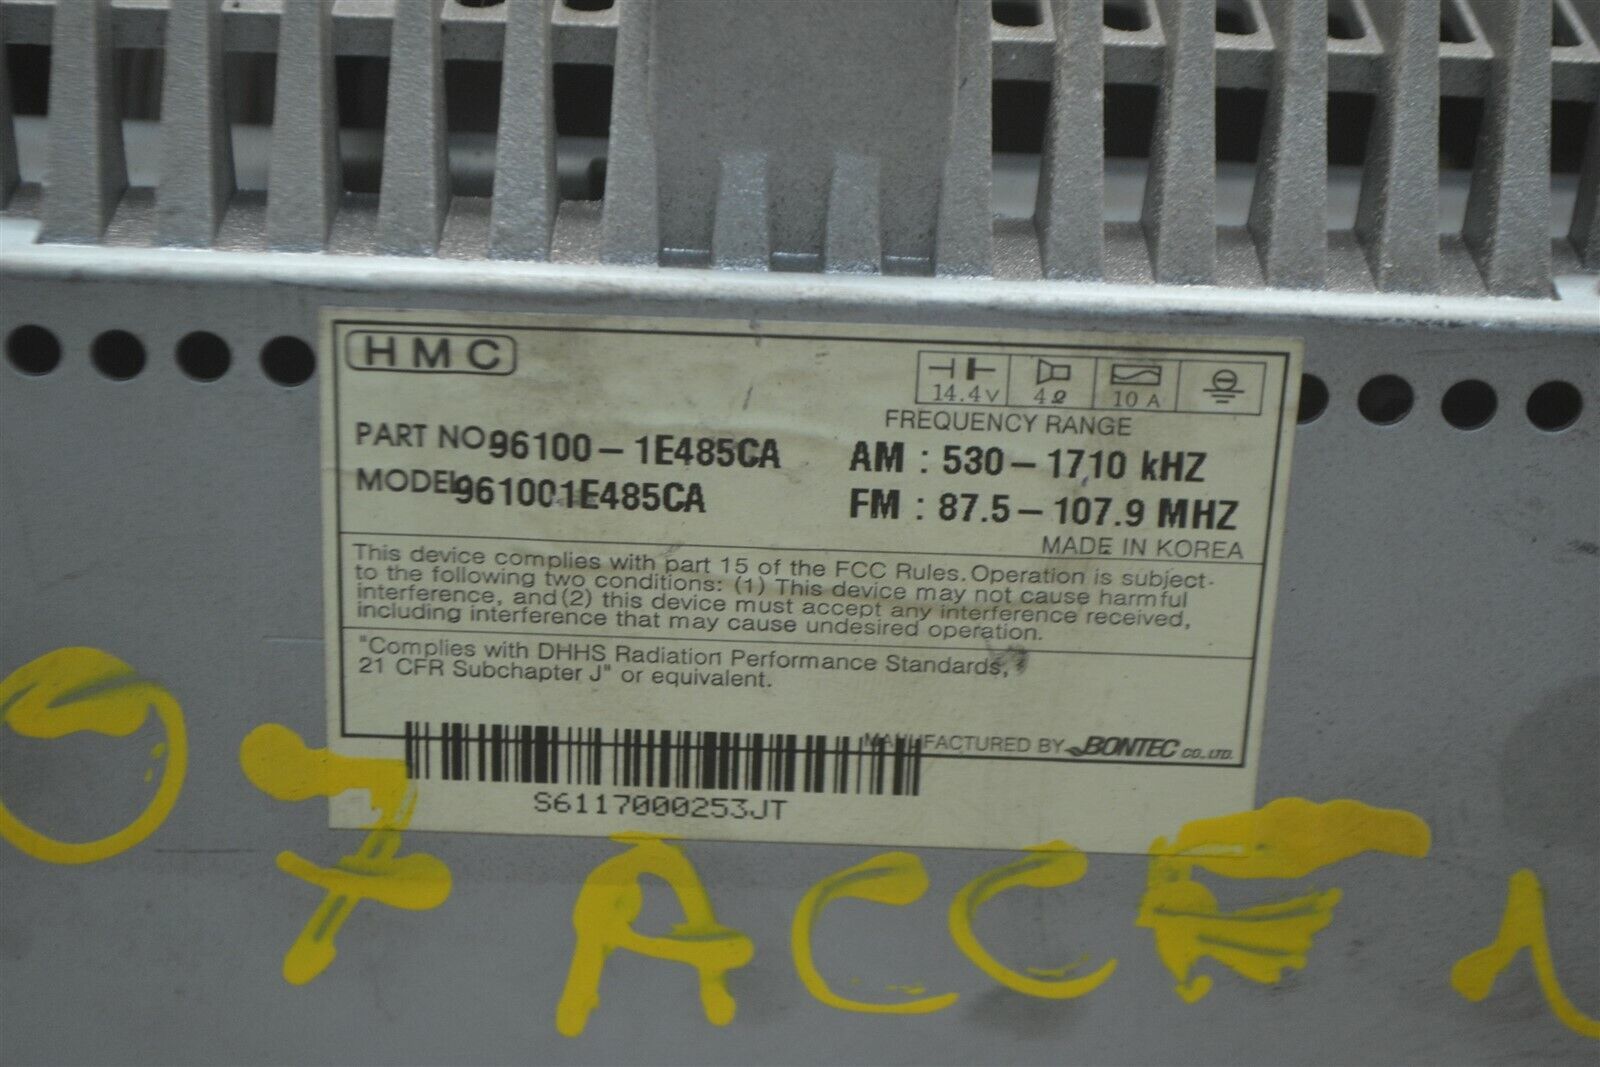 HMC
14.4V 4Ω 10 A
FREQUENCY RANGE
PART NO 96100-1E485CA AM : 530-1710 kHZ
MODEL 961001E485CA FM : 87.5-107.9 MHZ
MADE IN KOREA
This device complies with part 15 of the FCC Rules. Operation is subject-
to the following two conditions: (1) This device may not cause harmful
interference, and (2) this device must accept any interference received,
including interference that may cause undesired operation.
"Complies with DHHS Radiation Performance Standards,
21 CFR Subchapter J" or equivalent.
MANUFACTURED BY BONTEC CO., LTD.
S6117000253JT
07 ACCEN